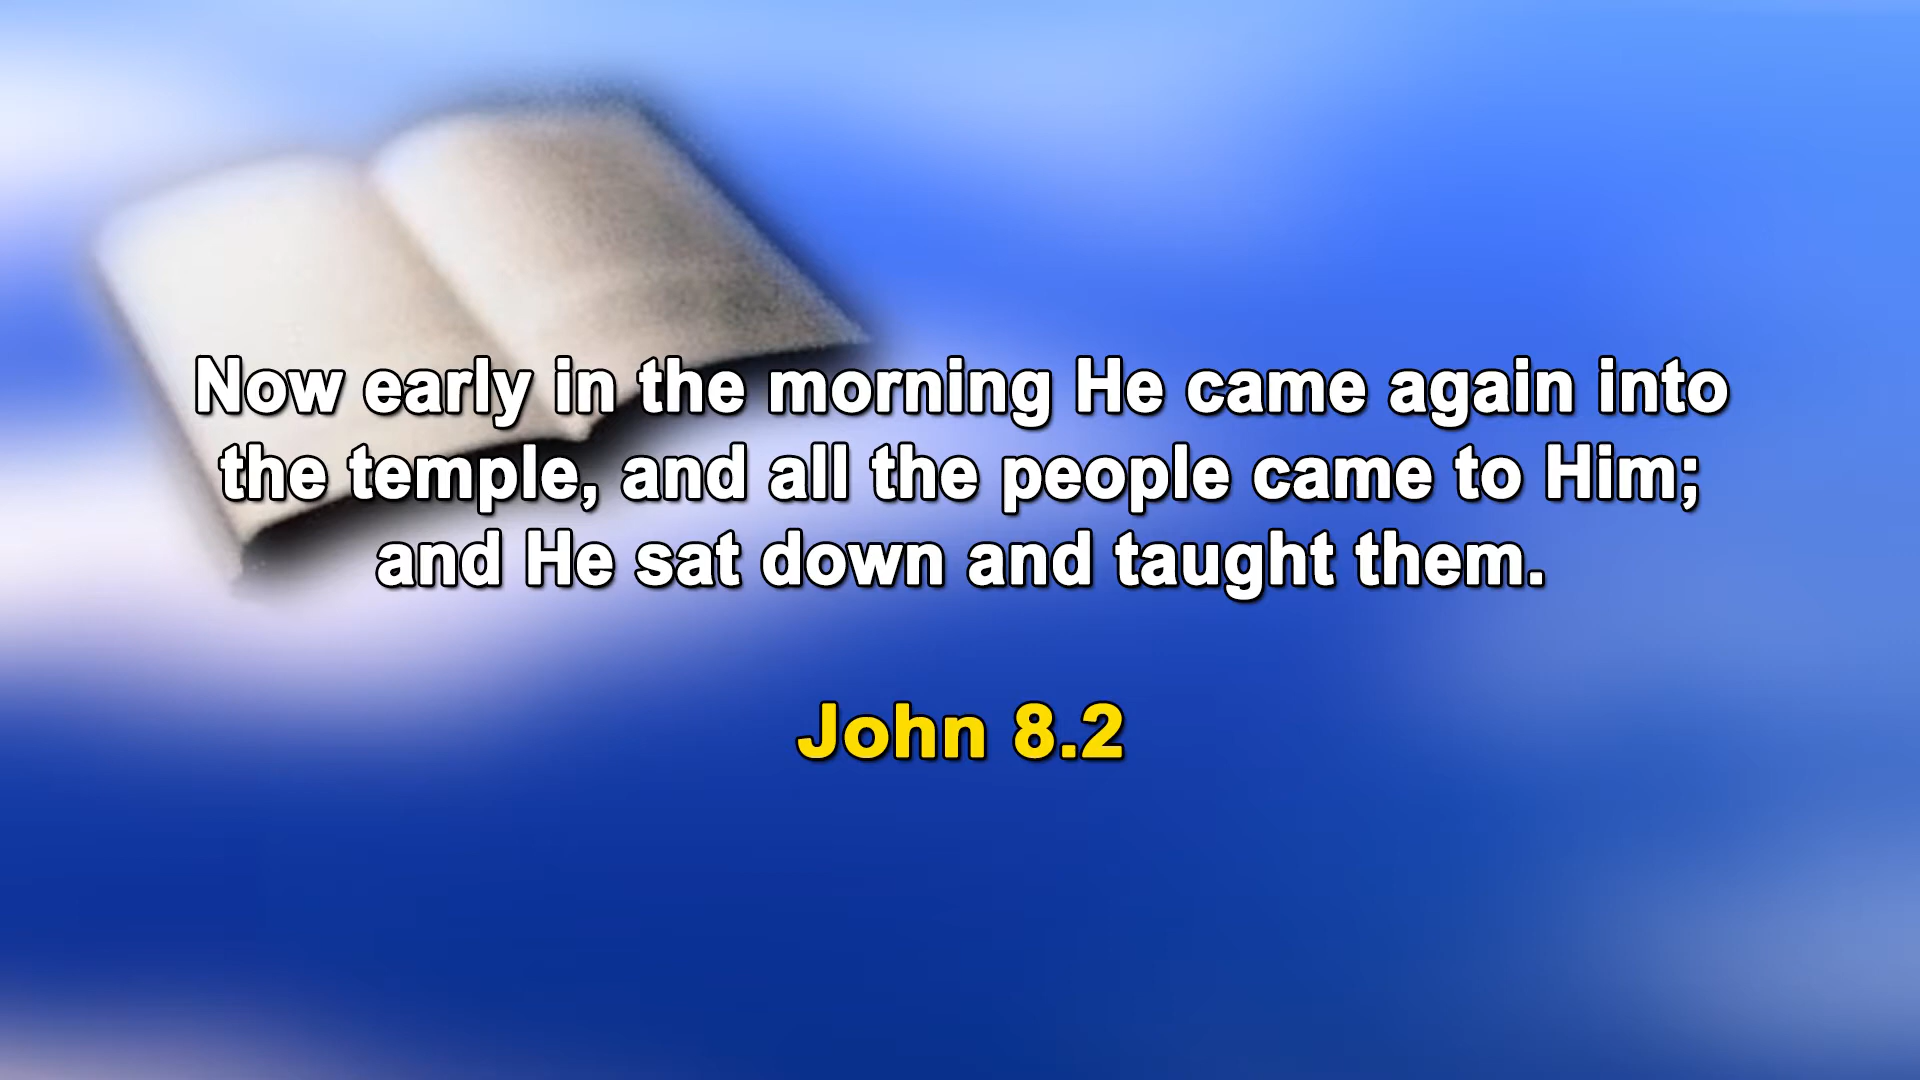 Now early in the morning He came again into
the temple, and all the people came to Him;
and He sat down and taught them.
John 8.2